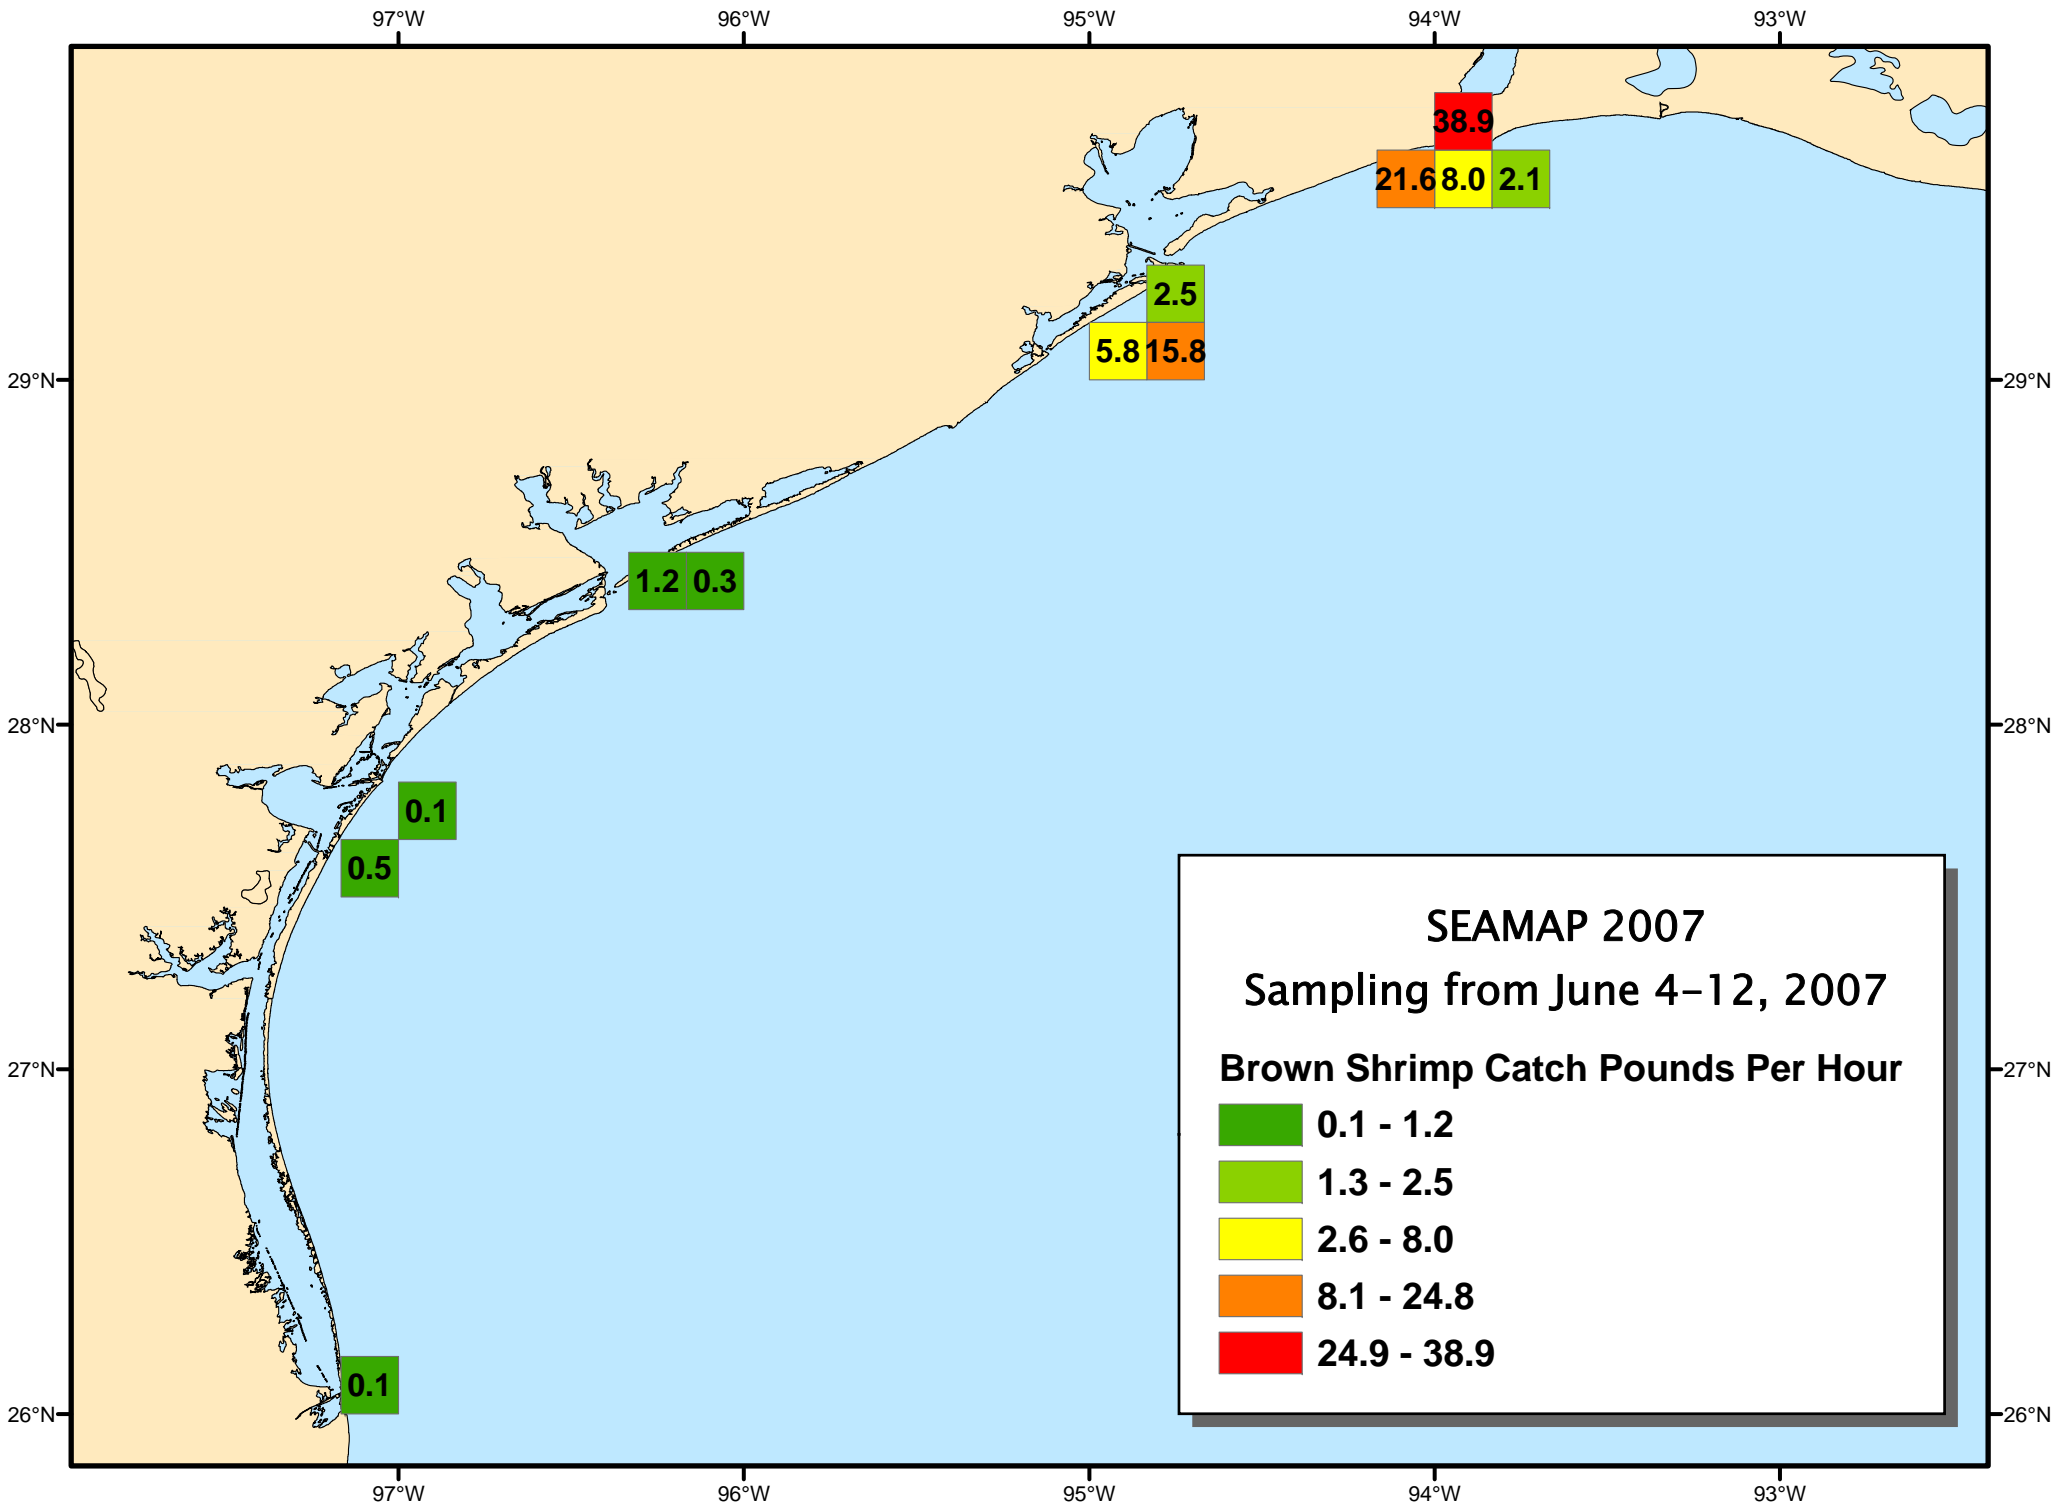 97°W 96°W 95°W 94°W 93°W
38.9
21.6 8.0 2.1
2.5
5.8 15.8
29°N 29°N
1.2 0.3
28°N 28°N
0.1
0.5
SEAMAP 2007
Sampling from June 4-12, 2007
Brown Shrimp Catch Pounds Per Hour
27°N 27°N
0.1 - 1.2
1.3 - 2.5
2.6 - 8.0
8.1 - 24.8
24.9 - 38.9
0.1
26°N 26°N
97°W 96°W 95°W 94°W 93°W